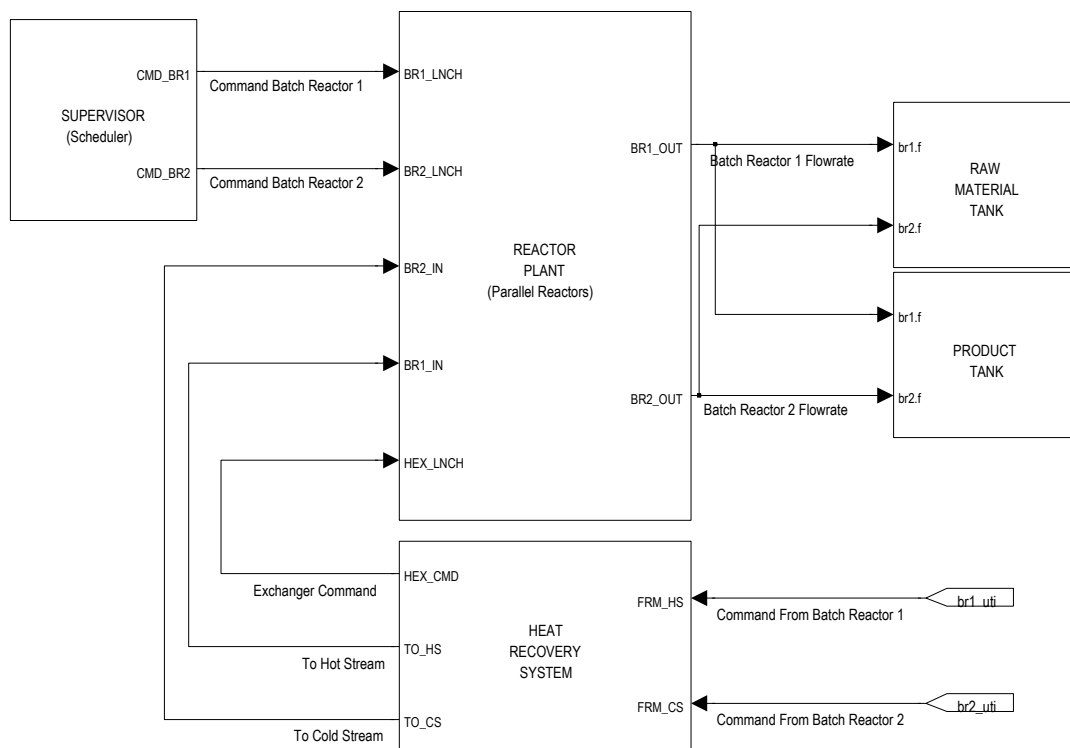 CMD_BR1
Command Batch Reactor 1
SUPERVISOR
(Scheduler)
CMD_BR2
Command Batch Reactor 2
BR1_LNCH
BR2_LNCH
BR2_IN
BR1_IN
HEX_LNCH
REACTOR
PLANT
(Parallel Reactors)
BR1_OUT
BR2_OUT
Batch Reactor 1 Flowrate
Batch Reactor 2 Flowrate
br1.f
RAW
MATERIAL
TANK
br2.f
br1.f
PRODUCT
TANK
br2.f
HEX_CMD
Exchanger Command
TO_HS
To Hot Stream
TO_CS
To Cold Stream
HEAT
RECOVERY
SYSTEM
FRM_HS
Command From Batch Reactor 1
br1_uti
FRM_CS
Command From Batch Reactor 2
br2_uti